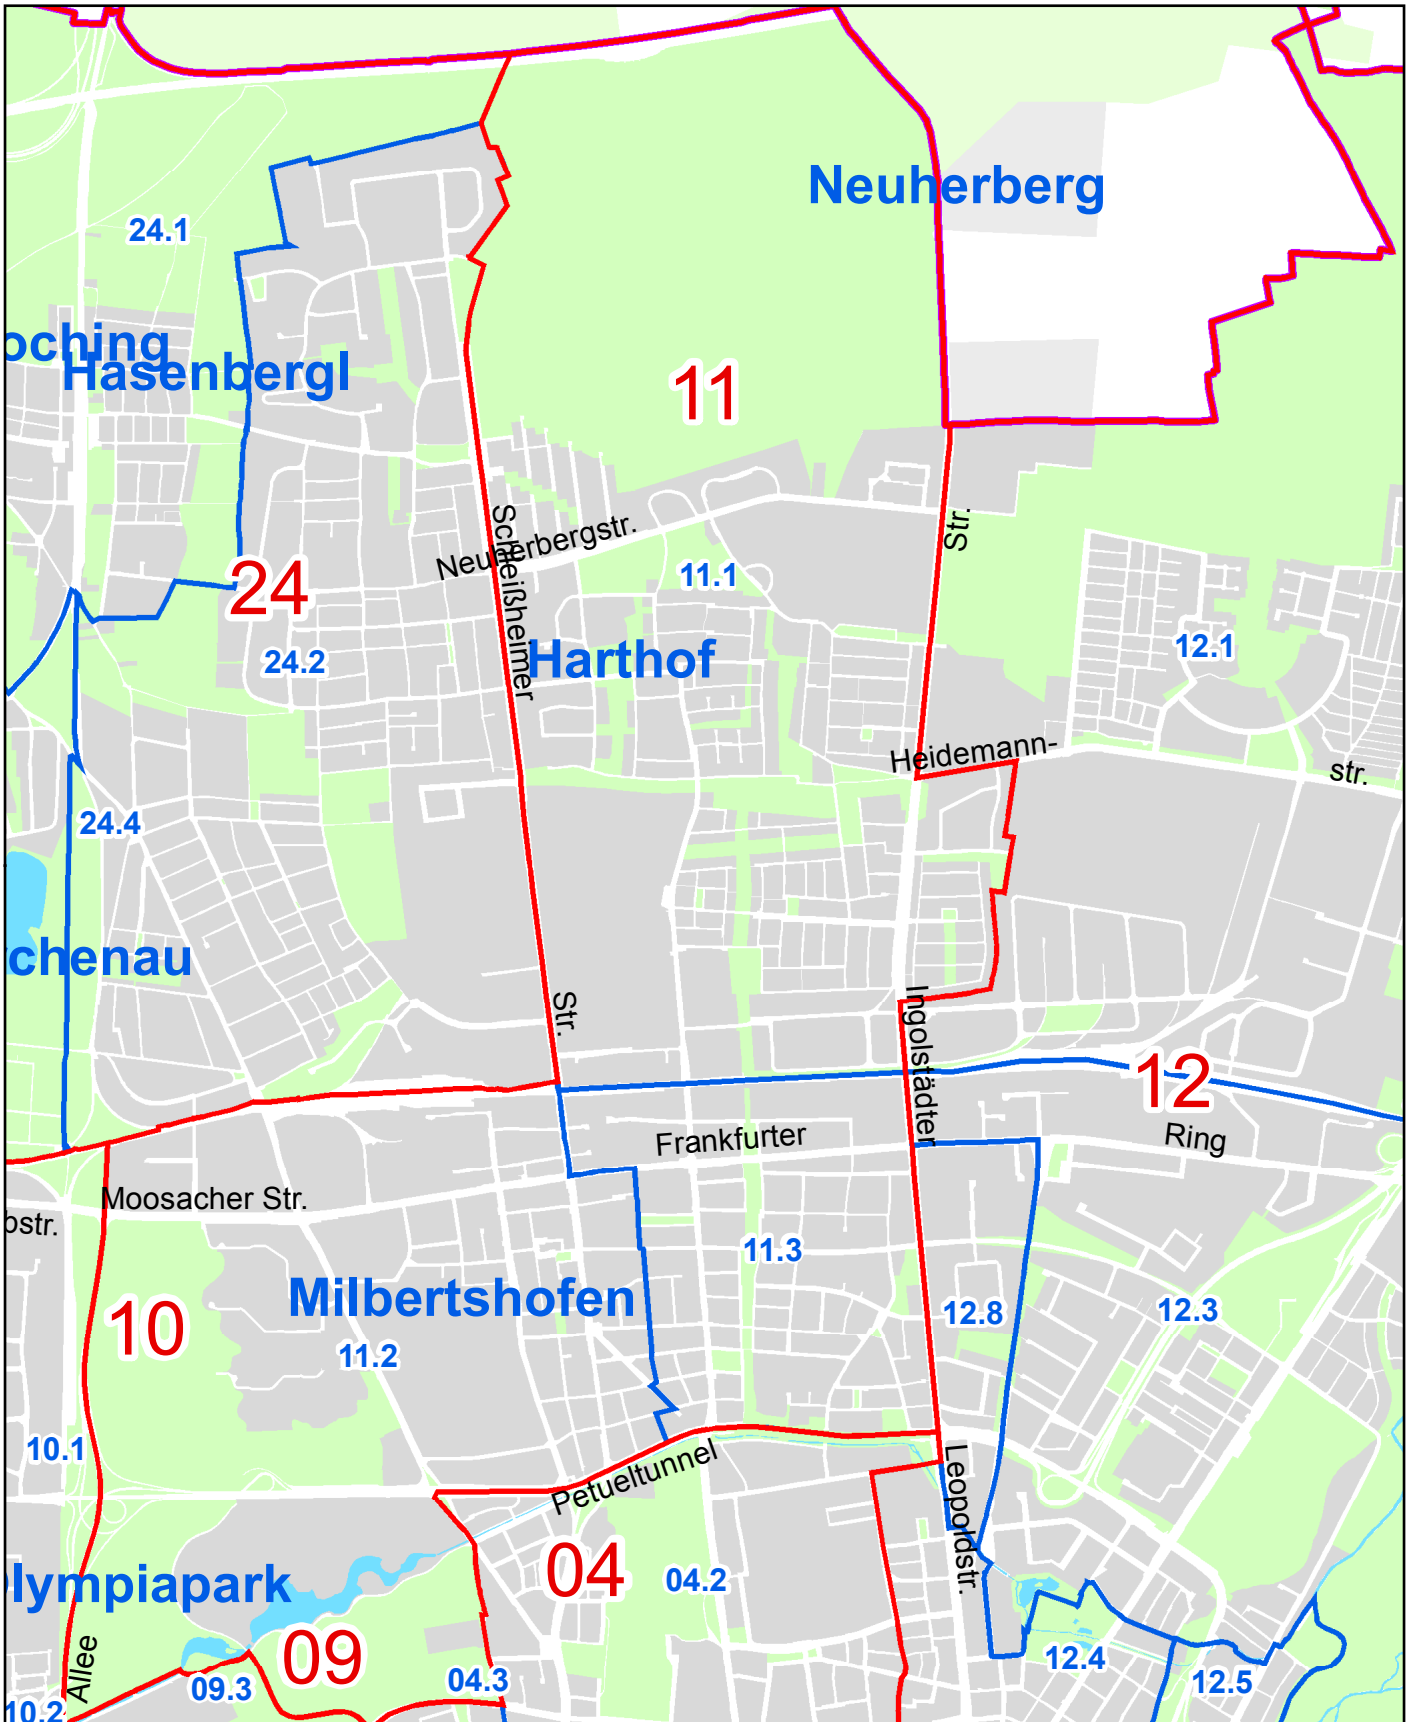 Neuherberg
24.1
oching
Hasenbergl
11
Schleißheimer
Neuherbergstr.
Str.
11.1
24
24.2
Harthof
12.1
Heidemann-
str.
24.4
chenau
Str.
Ingolstädter
12
Frankfurter
Ring
Moosacher Str.
bstr.
11.3
Milbertshofen
10
11.2
12.8
12.3
10.1
Petueltunnel
Leopoldstr.
lympiapark
04
04.2
09
Allee
09.3
04.3
12.4
12.5
10.2